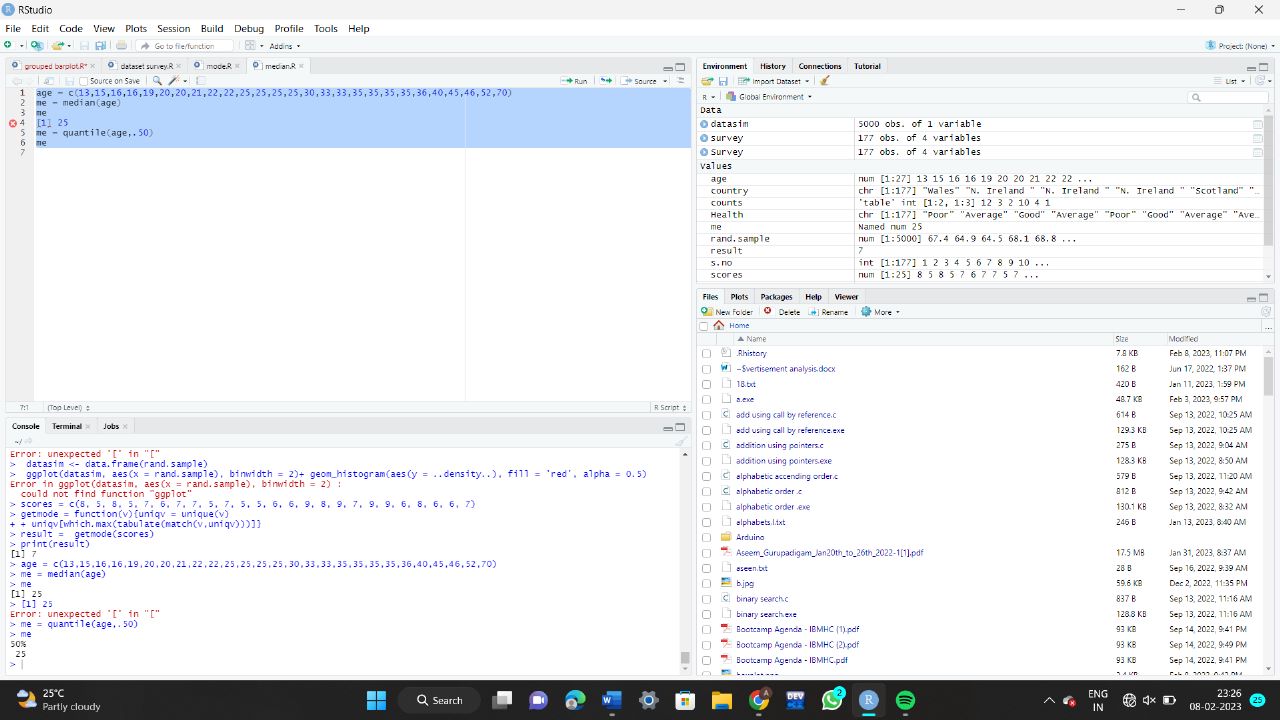 RStudio
File Edit Code View Plots Session Build Debug Profile Tools Help
Go to file/function Addins Project: (None)
grouped barplot.R* dataset survey.R mode.R median.R
Source on Save Run Source
1 age = c(13,15,16,16,19,20,20,21,22,22,25,25,25,25,30,33,33,35,35,35,35,36,40,45,46,52,70)
2 me = median(age)
3 me
4 [1] 25
5 me = quantile(age,.50)
6 me
7
7:1 (Top Level) R Script
Console Terminal Jobs
~/
Error: unexpected '[' in "["
> datasim <- data.frame(rand.sample)
> ggplot(datasim, aes(x = rand.sample), binwidth = 2)+ geom_histogram(aes(y = ..density..), fill = 'red', alpha = 0.5)
Error in ggplot(datasim, aes(x = rand.sample), binwidth = 2) :
could not find function "ggplot"
> scores = c(8, 5, 8, 5, 7, 6, 7, 7, 5, 7, 5, 5, 6, 6, 9, 8, 9, 7, 9, 9, 6, 8, 6, 6, 7)
> getmode = function(v){uniqv = unique(v)
+ + uniqv[which.max(tabulate(match(v,uniqv)))]}
> result = getmode(scores)
> print(result)
[1] 7
> age = c(13,15,16,16,19,20,20,21,22,22,25,25,25,25,30,33,33,35,35,35,35,36,40,45,46,52,70)
> me = median(age)
> me
[1] 25
> [1] 25
Error: unexpected '[' in "["
> me = quantile(age,.50)
> me
50%
25
>
Environment History Connections Tutorial
Import Dataset List
R Global Environment
Data
datasim 5000 obs. of 1 variable
survey 177 obs. of 4 variables
Survey 177 obs. of 4 variables
Values
age num [1:27] 13 15 16 16 19 20 20 21 22 22 ...
country chr [1:177] "Wales" "N. Ireland " "N. Ireland " "N. Ireland " "Scotland" "…
counts 'table' int [1:2, 1:3] 12 3 2 10 4 1
Health chr [1:177] "Poor" "Average" "Good" "Average" "Poor" "Good" "Average" "Ave…
me Named num 25
rand.sample num [1:5000] 67.4 64.9 64.5 68.1 68.8 ...
result 7
s.no int [1:177] 1 2 3 4 5 6 7 8 9 10 ...
scores num [1:25] 8 5 8 5 7 6 7 7 5 7 ...
Files Plots Packages Help Viewer
New Folder Delete Rename More
Home
Name Size Modified
.Rhistory 7.8 KB Feb 8, 2023, 11:07 PM
~$vertisement analysis.docx 162 B Jun 17, 2022, 1:37 PM
18.txt 420 B Jan 11, 2023, 1:59 PM
a.exe 48.7 KB Feb 3, 2023, 9:57 PM
add using call by reference.c 614 B Sep 13, 2022, 10:25 AM
add using call by reference.exe 129.3 KB Sep 13, 2022, 10:25 AM
addition using pointers.c 275 B Sep 13, 2022, 9:04 AM
addition using pointers.exe 128.3 KB Sep 13, 2022, 8:50 AM
alphabetic accending order.c 579 B Sep 13, 2022, 11:20 AM
alphabetic order .c 812 B Sep 13, 2022, 9:42 AM
alphabetic order .exe 130.1 KB Sep 13, 2022, 8:32 AM
alphabets.l.txt 246 B Jan 13, 2023, 8:40 AM
Arduino
Aseem_Gurupadigam_Jan20th_to_26th_2022-1[1].pdf 17.5 MB Jan 31, 2023, 8:37 AM
aseen.txt 28 B Sep 16, 2022, 9:39 AM
b.jpg 59.6 KB Dec 2, 2022, 11:35 PM
binary search.c 837 B Sep 13, 2022, 11:16 AM
binary search.exe 128.8 KB Sep 13, 2022, 11:16 AM
Bootcamp Agenda - IBMHC (1).pdf 93 KB Sep 14, 2022, 9:41 PM
Bootcamp Agenda - IBMHC (2).pdf 93 KB Sep 14, 2022, 9:49 PM
Bootcamp Agenda - IBMHC.pdf 93 KB Sep 14, 2022, 9:41 PM
25°C
Partly cloudy
Search
DEV
2
ENG
IN
23:26
08-02-2023
25